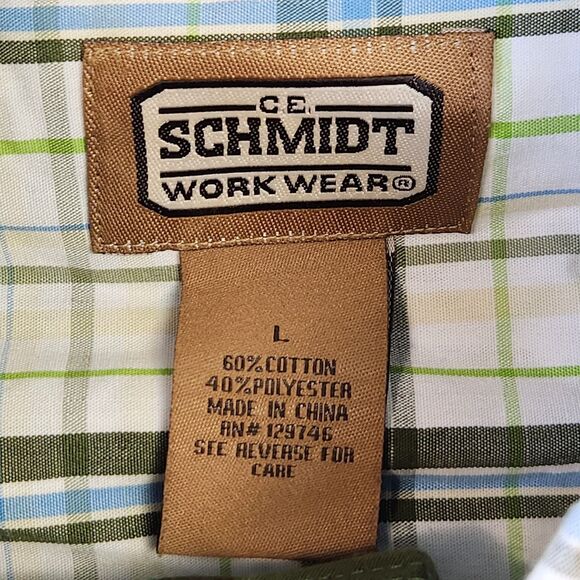 C.E.
SCHMIDT
WORK WEAR®
L
60% COTTON
40% POLYESTER
MADE IN CHINA
RN# 129746
SEE REVERSE FOR
CARE